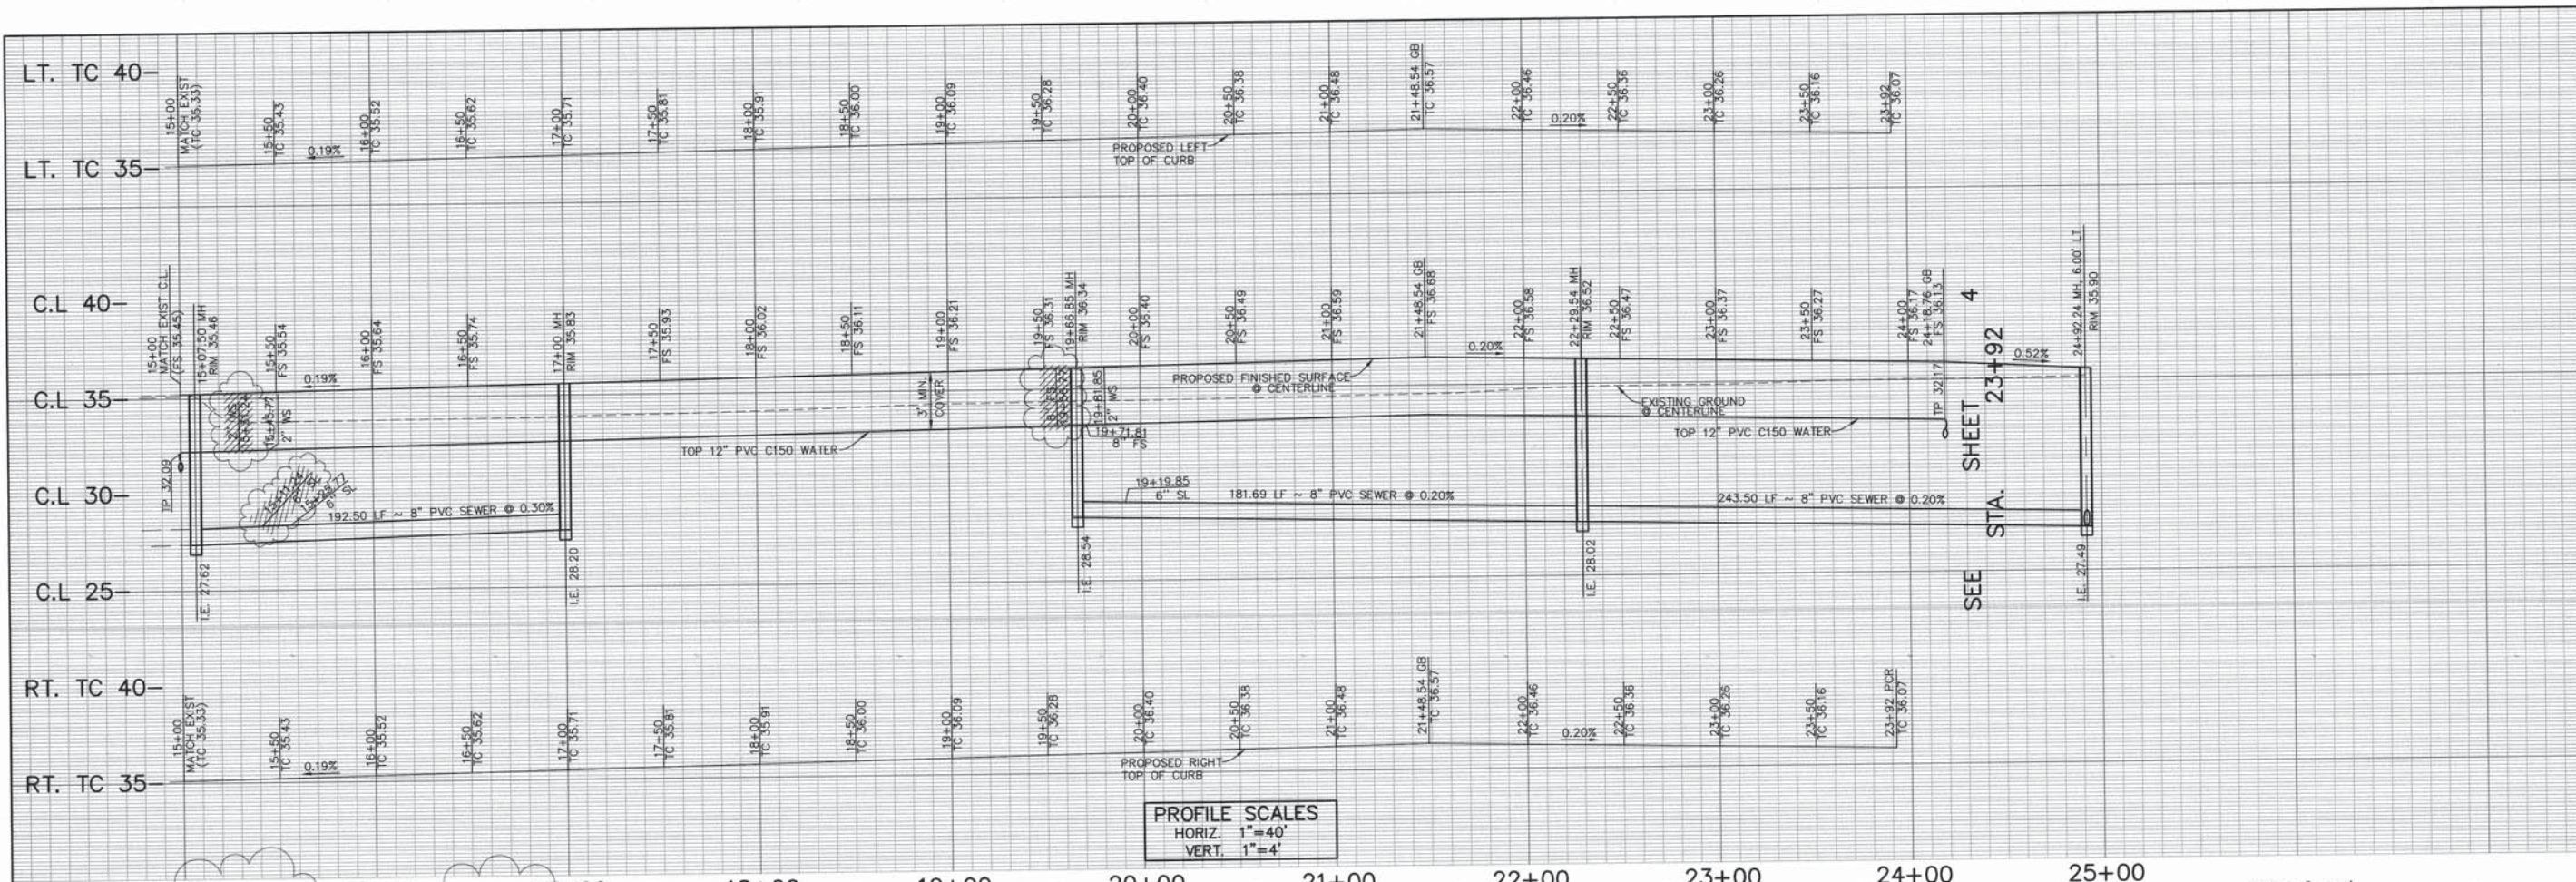 LT. TC 40
15+00
MATCH EXIST
(TC 35.33)
15+50
TC 35.43
16+00
TC 35.52
16+50
TC 35.62
17+00
TC 35.71
17+50
TC 35.81
18+00
TC 35.91
18+50
TC 36.00
19+00
TC 36.09
19+50
TC 36.28
20+00
TC 36.40
20+50
TC 36.38
21+00
TC 36.48
21+48.54 GB
TC 36.57
22+00
TC 36.46
22+50
TC 36.36
23+00
TC 36.26
23+50
TC 36.16
23+92
TC 36.07
0.19%
0.20%
PROPOSED LEFT
TOP OF CURB
LT. TC 35
C.L 40
15+00
MATCH EXIST C.L.
(FS 35.45)
15+07.50 MH
RIM 35.46
15+50
FS 35.54
16+00
FS 35.64
16+50
FS 35.74
17+00 MH
RIM 35.83
17+50
FS 35.93
18+00
FS 36.02
18+50
FS 36.11
19+00
FS 36.21
19+50
FS 36.31
19+66.85 MH
RIM 36.34
20+00
FS 36.40
20+50
FS 36.49
21+00
FS 36.59
21+48.54 GB
FS 36.68
22+00
FS 36.58
22+29.54 MH
RIM 36.52
22+50
FS 36.47
23+00
FS 36.37
23+50
FS 36.27
24+00
FS 36.17
24+18.76 GB
FS 36.13
24+92.24 MH, 6.00' LT
RIM 35.90
0.19%
0.20%
0.52%
C.L 35
2" WS
3' MIN.
COVER
19+81.85
2" WS
19+71.81
8" FS
PROPOSED FINISHED SURFACE
@ CENTERLINE
EXISTING GROUND
@ CENTERLINE
TOP 12" PVC C150 WATER
TOP 12" PVC C150 WATER
TP 32.09
TP 32.17
C.L 30
6" SL
192.50 LF ~ 8" PVC SEWER @ 0.30%
19+19.85
6" SL
181.69 LF ~ 8" PVC SEWER @ 0.20%
243.50 LF ~ 8" PVC SEWER @ 0.20%
SEE SHEET 4
STA. 23+92
I.E. 27.62
I.E. 28.20
I.E. 28.54
I.E. 28.02
I.E. 27.49
C.L 25
RT. TC 40
15+00
MATCH EXIST
(TC 35.33)
15+50
TC 35.43
16+00
TC 35.52
16+50
TC 35.62
17+00
TC 35.71
17+50
TC 35.81
18+00
TC 35.91
18+50
TC 36.00
19+00
TC 36.09
19+50
TC 36.28
20+00
TC 36.40
20+50
TC 36.38
21+00
TC 36.48
21+48.54 GB
TC 36.57
22+00
TC 36.46
22+50
TC 36.36
23+00
TC 36.26
23+50
TC 36.16
23+92 PCR
TC 36.07
0.19%
0.20%
PROPOSED RIGHT
TOP OF CURB
RT. TC 35
PROFILE SCALES
HORIZ. 1"=40'
VERT. 1"=4'
20+00
21+00
22+00
23+00
24+00
25+00